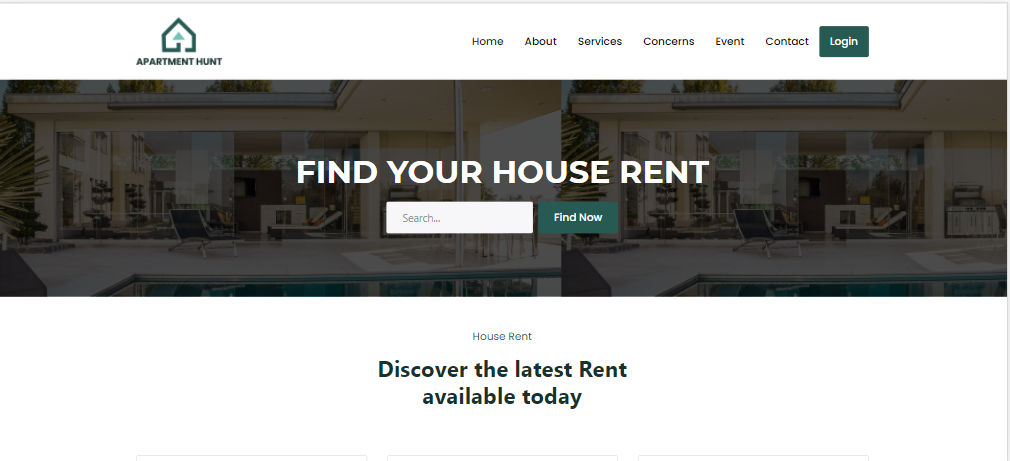 APARTMENT HUNT
Home About Services Concerns Event Contact Login
FIND YOUR HOUSE RENT
Search... Find Now
House Rent
Discover the latest Rent
available today